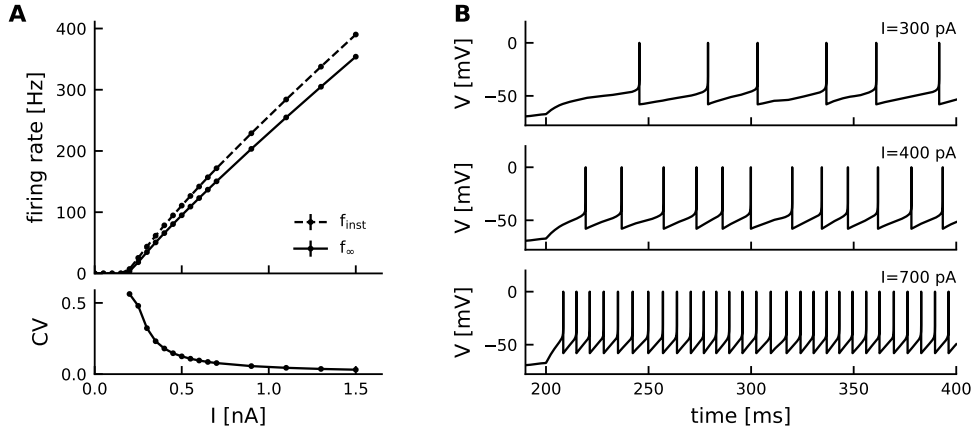 A
firing rate [Hz]
400
300
200
100
0
f_inst
f_∞
CV
0.5
0.0
0.0
0.5
1.0
1.5
I [nA]
B
I=300 pA
V [mV]
0
−50
I=400 pA
V [mV]
0
−50
I=700 pA
V [mV]
0
−50
200
250
300
350
400
time [ms]